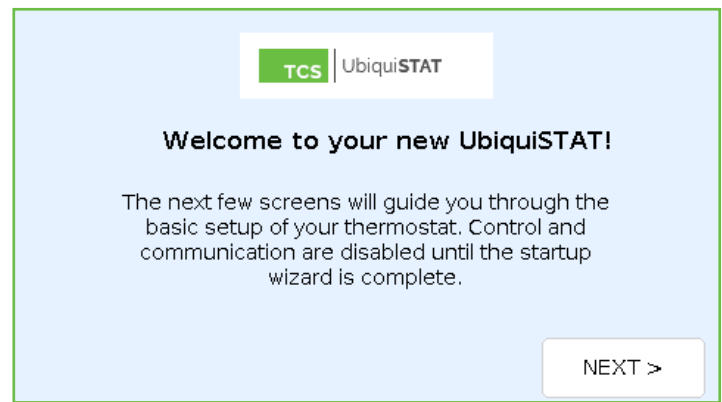 TCS UbiquiSTAT
Welcome to your new UbiquiSTAT!
The next few screens will guide you through the
basic setup of your thermostat. Control and
communication are disabled until the startup
wizard is complete.
NEXT >